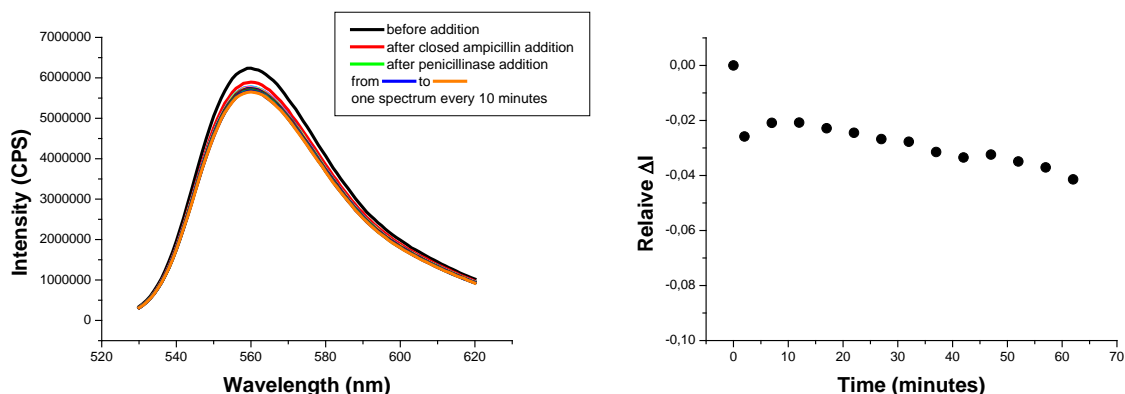 before addition
after closed ampicillin addition
after penicillinase addition
from to
one spectrum every 10 minutes
7000000
6000000
5000000
4000000
3000000
2000000
1000000
0
Intensity (CPS)
520 540 560 580 600 620
Wavelength (nm)
0,00
-0,02
-0,04
-0,06
-0,08
-0,10
Relaive ΔI
0 10 20 30 40 50 60 70
Time (minutes)